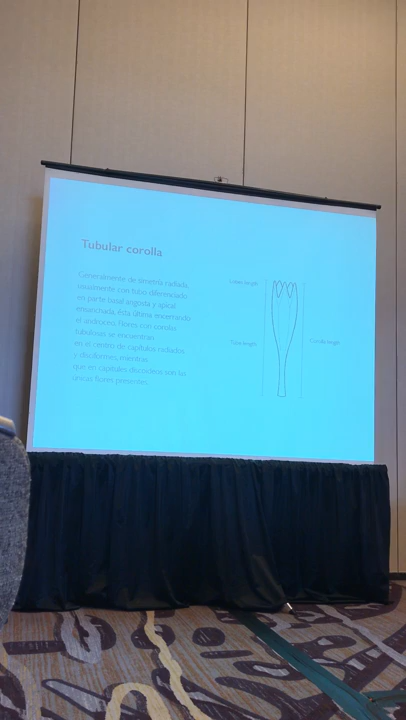 Tubular corolla
Generalmente de simetría radiada,
usualmente con tubo diferenciado
en parte basal angosta y apical
ensanchada, ésta última encerrando
el androceo. Flores con corolas
tubulosas se encuentran
en el centro de capítulos radiados
y disciformes, mientras
que en capítulos discoideos son las
únicas flores presentes.
Lobes length
Tube length
Corolla length